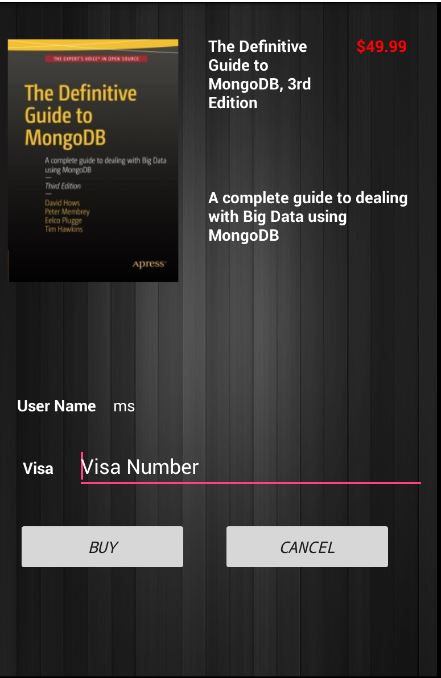 THE EXPERT'S VOICE® IN OPEN SOURCE
The Definitive
Guide to
MongoDB
A complete guide to dealing with Big Data
using MongoDB
Third Edition
David Hows
Peter Membrey
Eelco Plugge
Tim Hawkins
Apress®
The Definitive
Guide to
MongoDB, 3rd
Edition
$49.99
A complete guide to dealing
with Big Data using
MongoDB
User Name ms
Visa Visa Number
BUY CANCEL